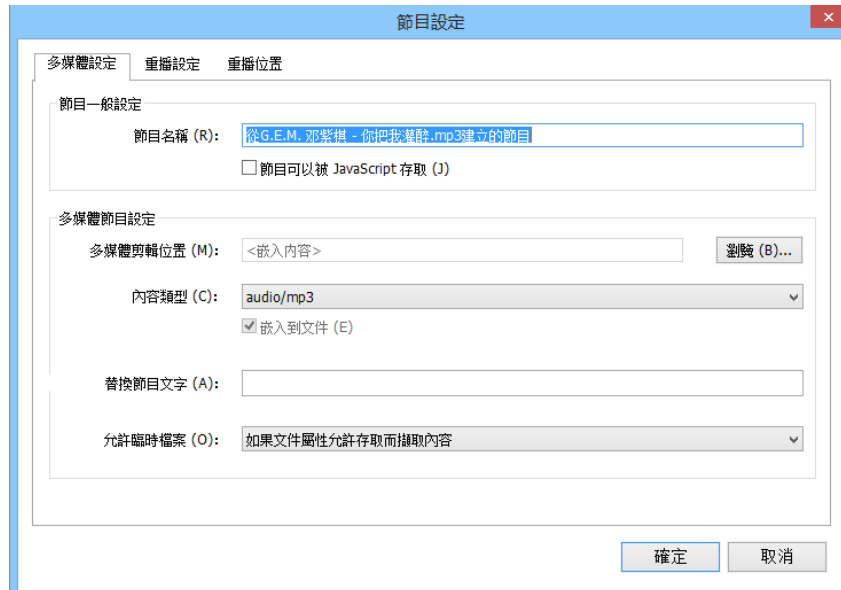 節目設定
多媒體設定 重播設定 重播位置
節目一般設定
節目名稱 (R): 從G.E.M. 邓紫棋 - 你把我灌醉.mp3建立的節目
節目可以被 JavaScript 存取 (J)
多媒體節目設定
多媒體剪輯位置 (M): <嵌入內容> 瀏覽 (B)...
內容類型 (C): audio/mp3
嵌入到文件 (E)
替換節目文字 (A):
允許臨時檔案 (O): 如果文件屬性允許存取而擷取內容
確定 取消